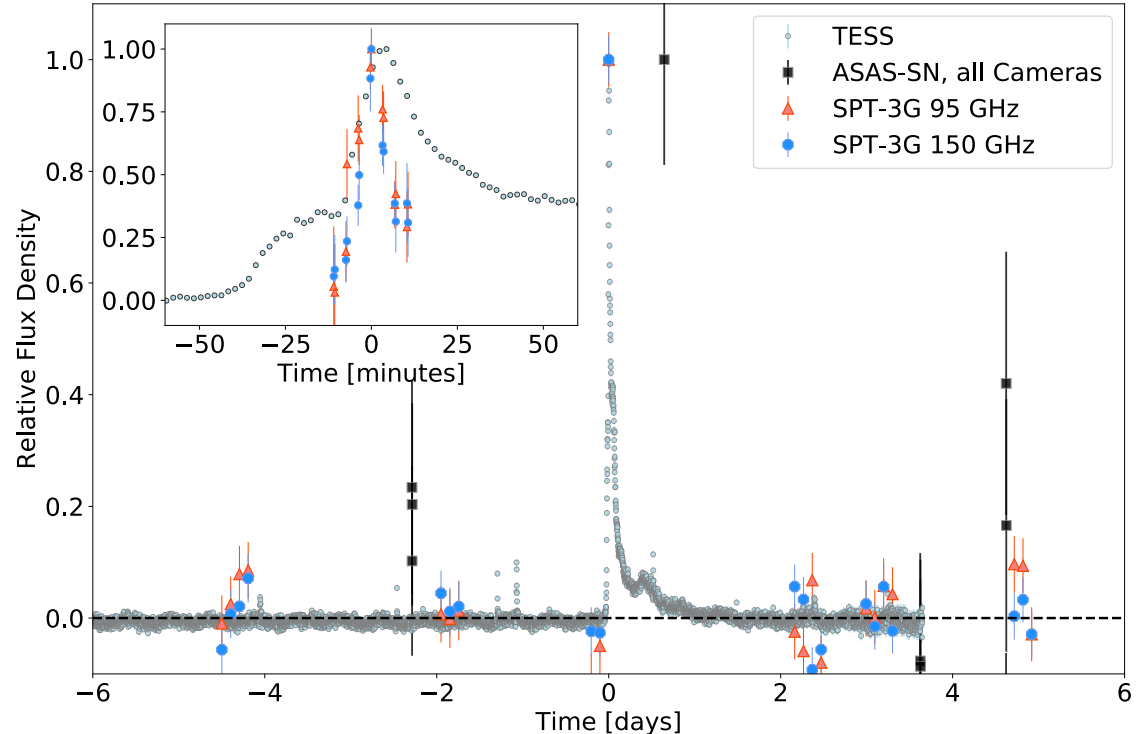 TESS
ASAS-SN, all Cameras
SPT-3G 95 GHz
SPT-3G 150 GHz
1.00
0.75
0.50
0.25
0.00
−50 −25 0 25 50
Time [minutes]
Relative Flux Density
1.0
0.8
0.6
0.4
0.2
0.0
−6 −4 −2 0 2 4 6
Time [days]